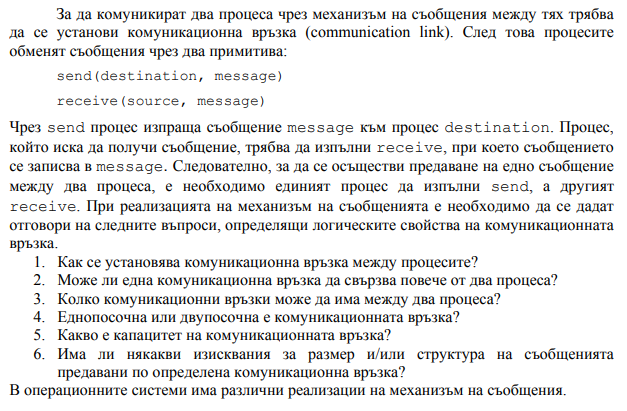 За да комуникират два процеса чрез механизъм на съобщения между тях трябва
да се установи комуникационна връзка (communication link). След това процесите
обменят съобщения чрез два примитива:
send(destination, message)
receive(source, message)
Чрез send процес изпраща съобщение message към процес destination. Процес,
който иска да получи съобщение, трябва да изпълни receive, при което съобщението
се записва в message. Следователно, за да се осъществи предаване на едно съобщение
между два процеса, е необходимо единият процес да изпълни send, а другият
receive. При реализацията на механизъм на съобщенията е необходимо да се дадат
отговори на следните въпроси, определящи логическите свойства на комуникационната
връзка.
1. Как се установява комуникационна връзка между процесите?
2. Може ли една комуникационна връзка да свързва повече от два процеса?
3. Колко комуникационни връзки може да има между два процеса?
4. Еднопосочна или двупосочна е комуникационната връзка?
5. Какво е капацитет на комуникационната връзка?
6. Има ли някакви изисквания за размер и/или структура на съобщенията
предавани по определена комуникационна връзка?
В операционните системи има различни реализации на механизъм на съобщения.